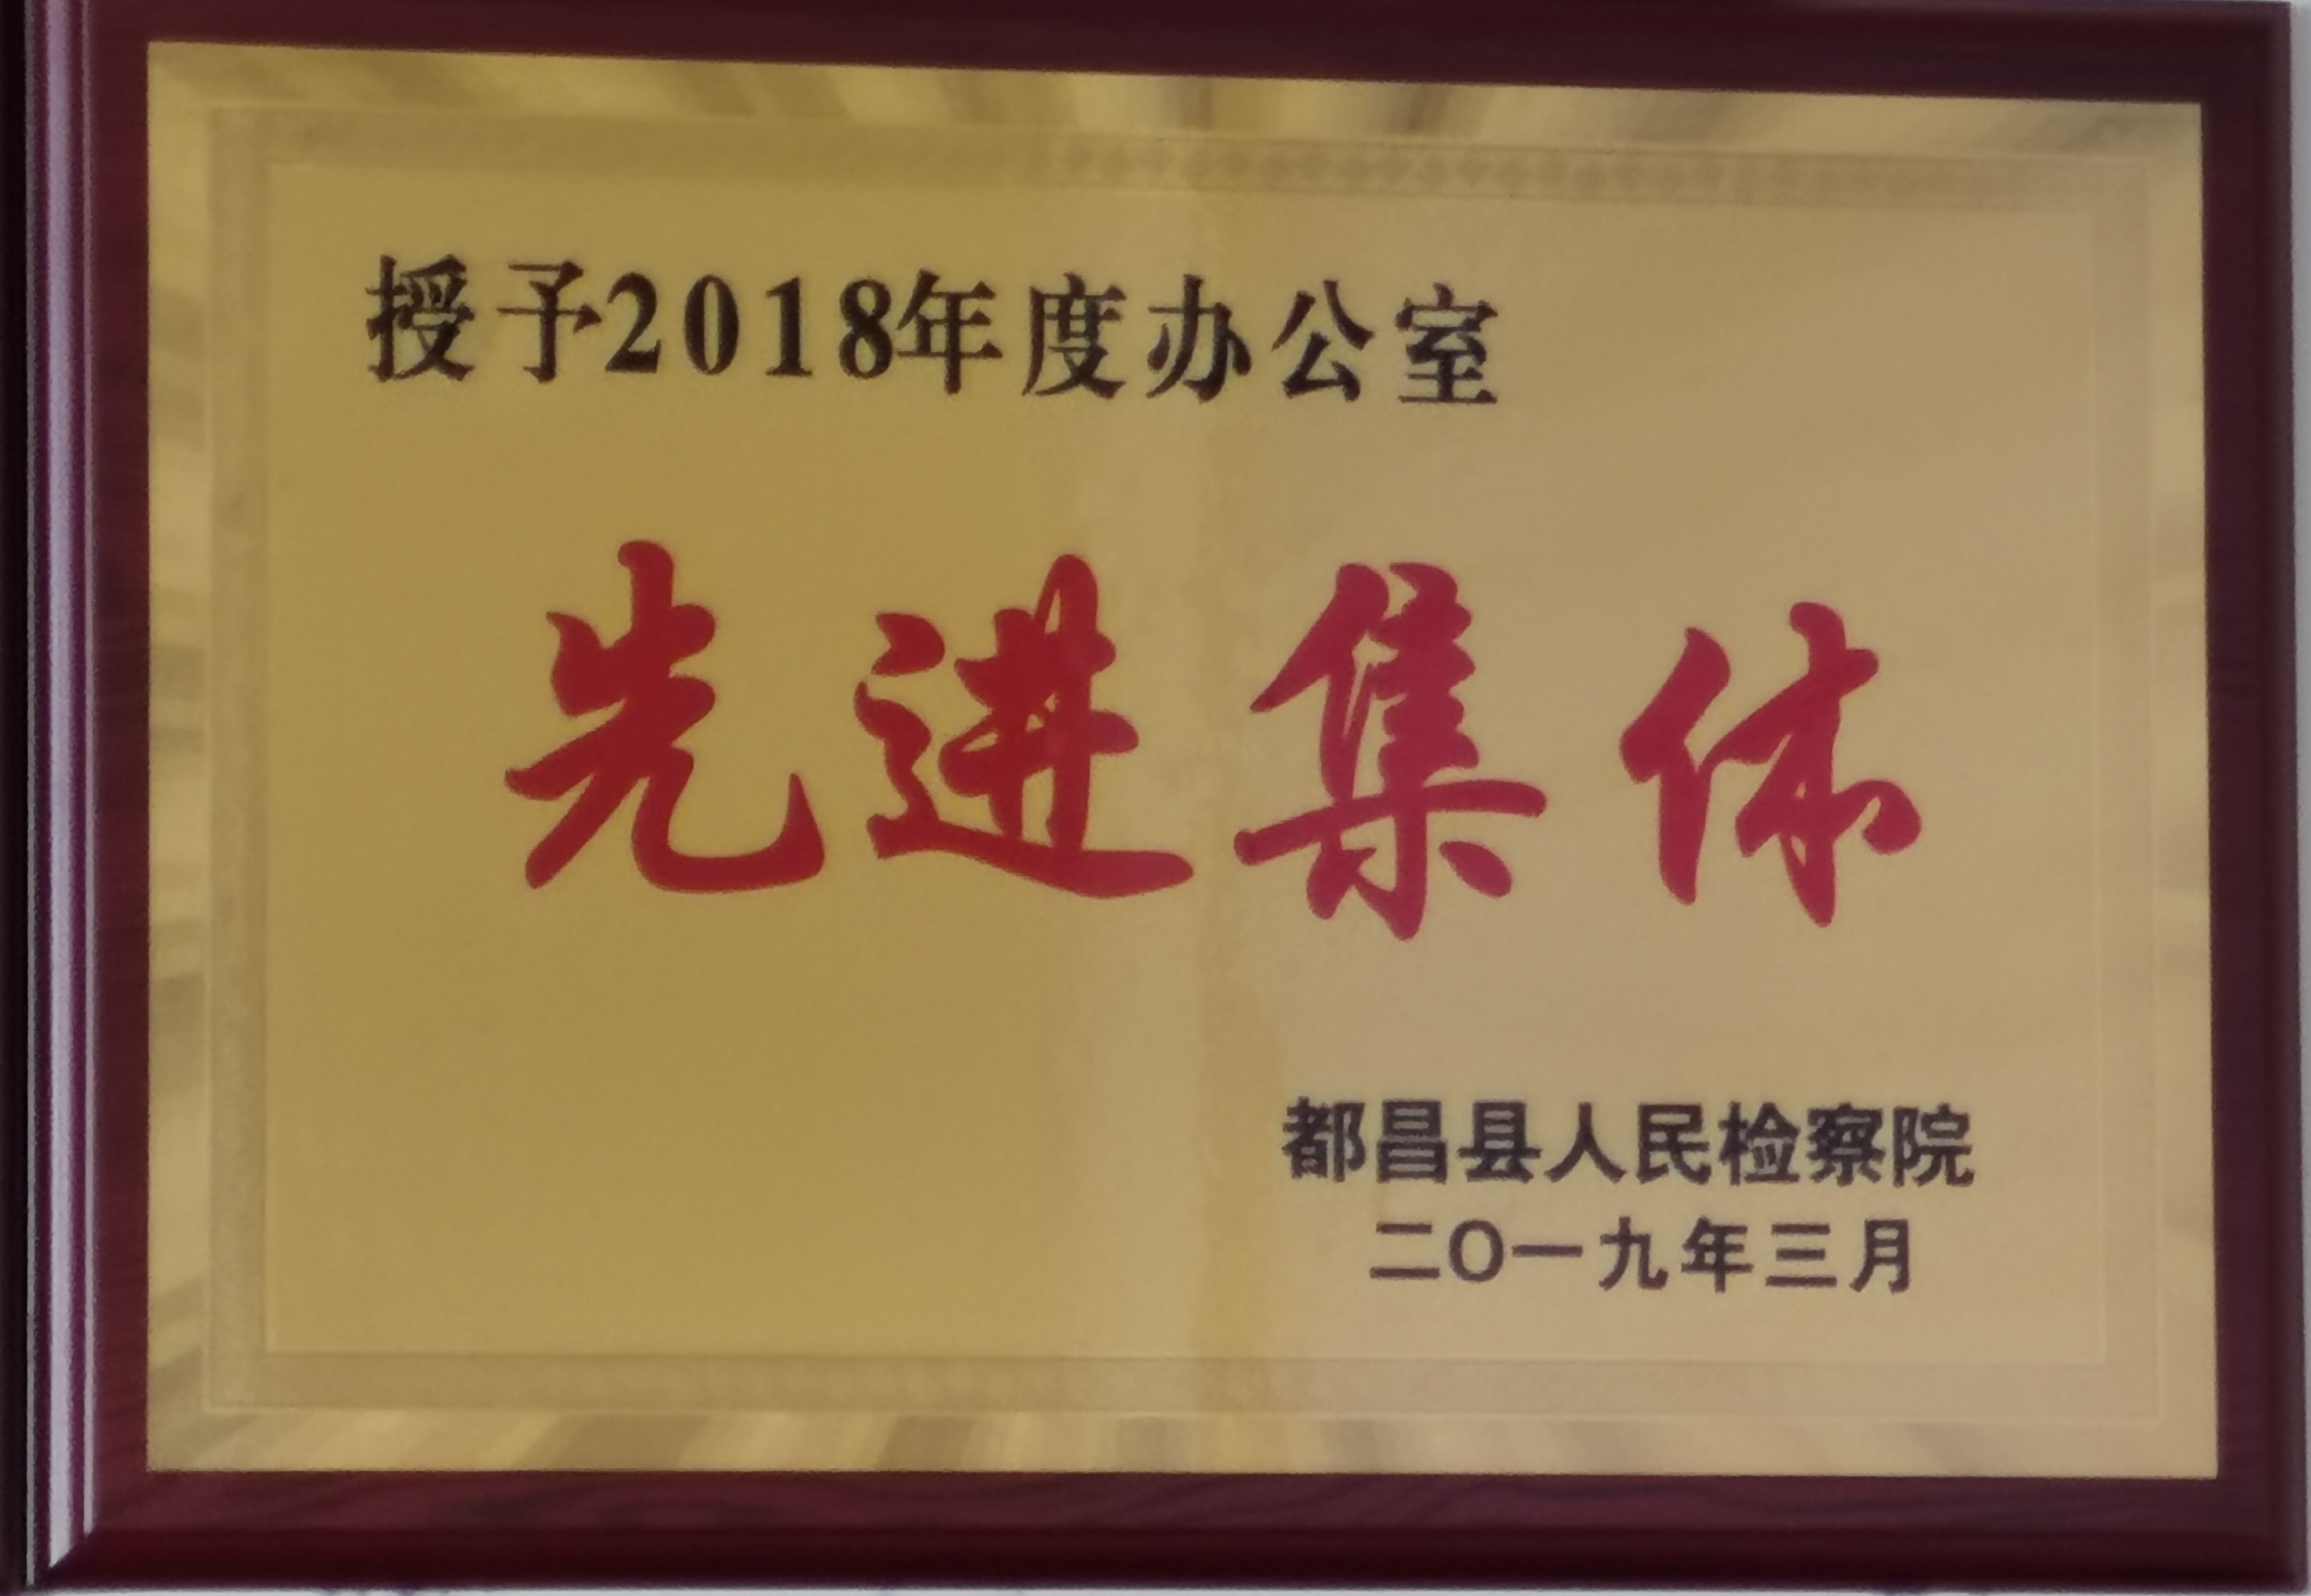 授予2018年度办公室
先进集体
都昌县人民检察院
二〇一九年三月